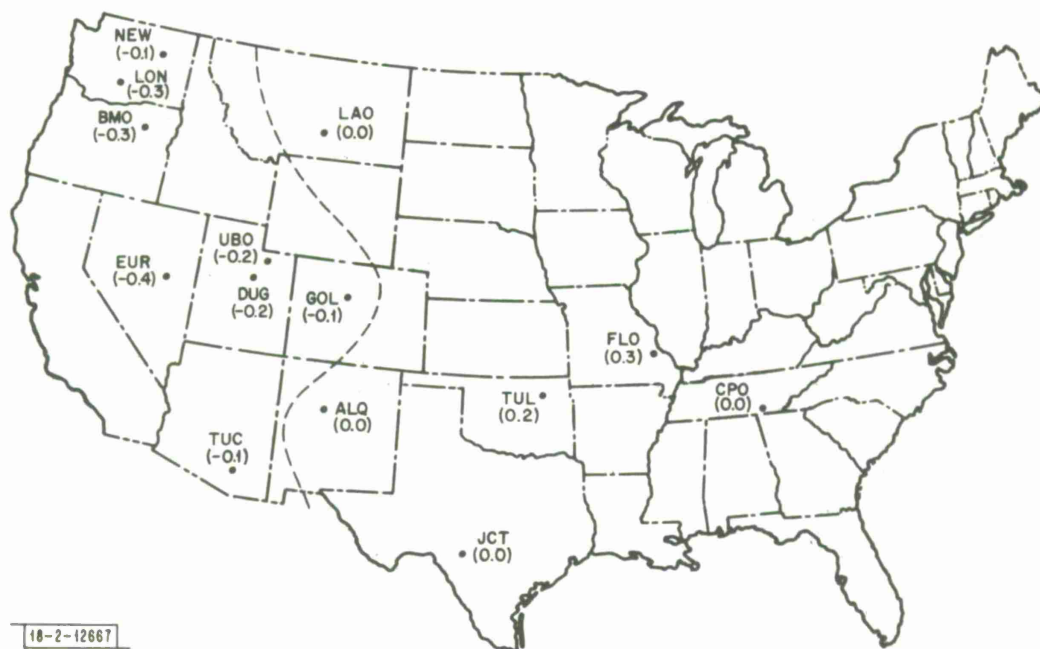 NEW
(-0.1)
LON
(-0.3)
BMO
(-0.3)
LAO
(0.0)
UBO
(-0.2)
EUR
(-0.4)
DUG
(-0.2)
GOL
(-0.1)
FLO
(0.3)
TUL
(0.2)
CPO
(0.0)
ALQ
(0.0)
TUC
(-0.1)
JCT
(0.0)
18-2-12667